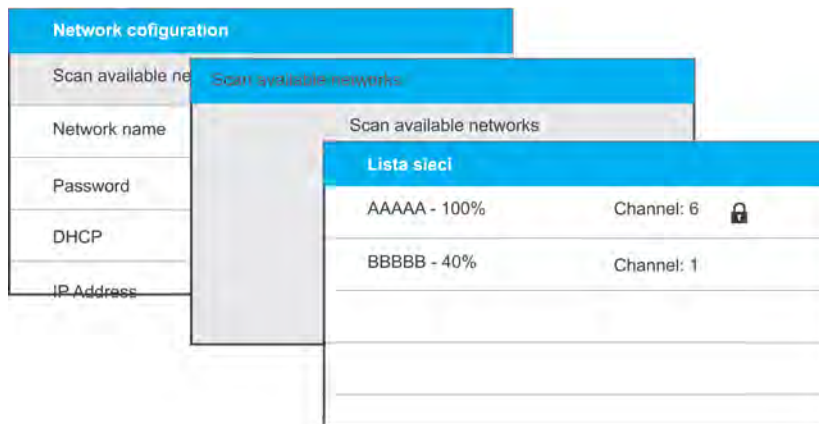 Network cofiguration
Scan available ne
Network name
Password
DHCP
IP Address
Scan available networks
Scan available networks
Lista sieci
AAAAA - 100% Channel: 6
BBBBB - 40% Channel: 1